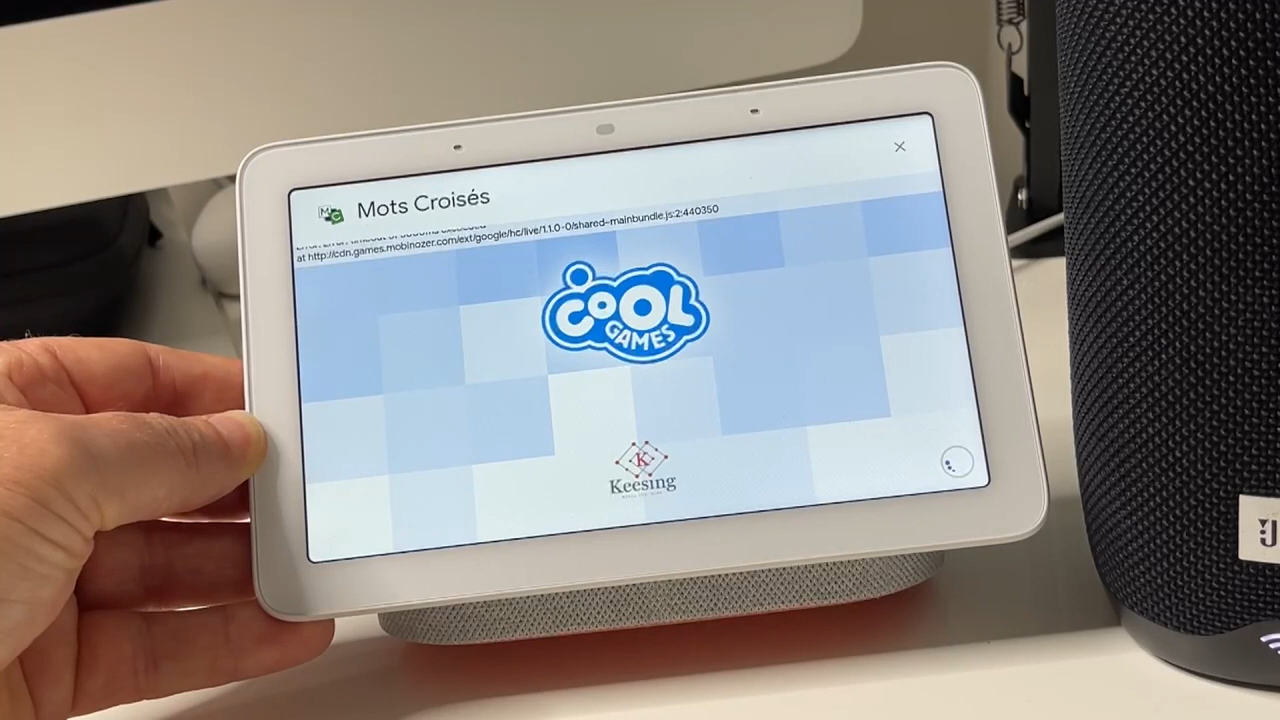 Mots Croisés
at http://cdn.games.mobinozer.com/ext/google/hc/live/1.1.0-0/shared-mainbundle.js:2:440350
COOL
GAMES
K
Keesing
J